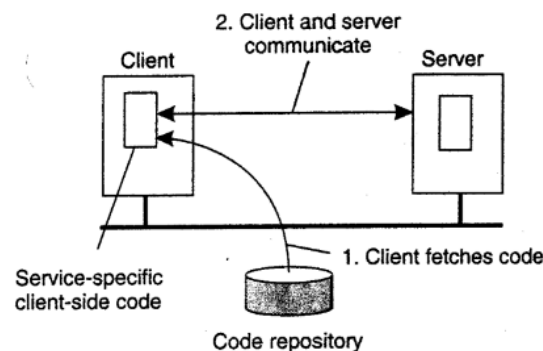 2. Client and server
communicate
Client
Server
1. Client fetches code
Service-specific
client-side code
Code repository